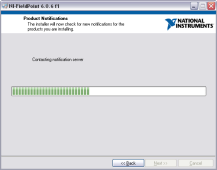 NI-FieldPoint 6.0.6 f1
Product Notifications
The installer will now check for new notifications for the
products you are installing.
NATIONAL
INSTRUMENTS
Contacting notification server
<< Back
Next >>
Cancel